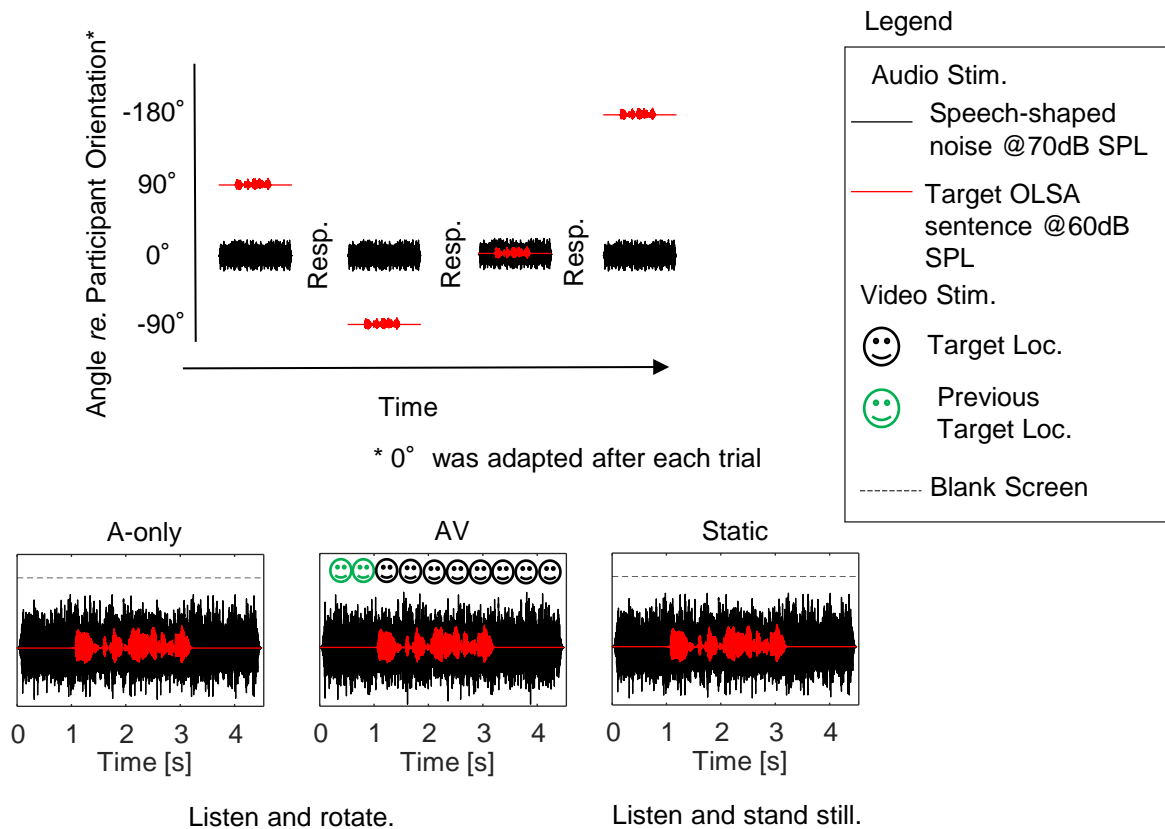 Legend
Audio Stim.
Speech-shaped
noise @70dB SPL
Target OLSA
sentence @60dB
SPL
Video Stim.
Target Loc.
Previous
Target Loc.
Blank Screen
Angle re. Participant Orientation*
-180°
90°
0°
-90°
Resp.
Resp.
Resp.
Time
* 0° was adapted after each trial
A-only
AV
Static
0 1 2 3 4
Time [s]
0 1 2 3 4
Time [s]
0 1 2 3 4
Time [s]
Listen and rotate.
Listen and stand still.